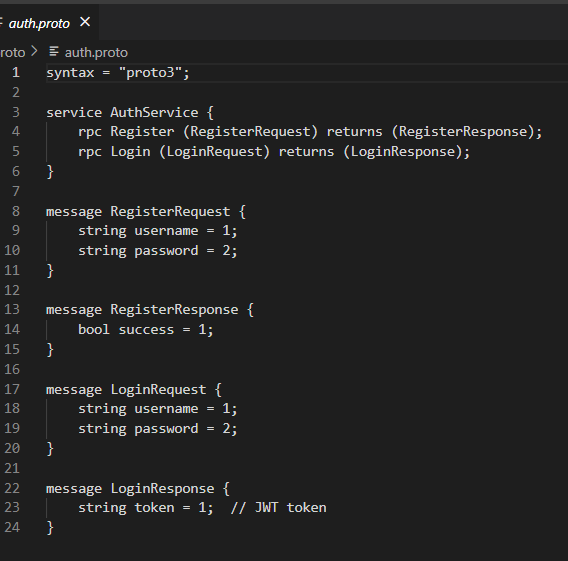 auth.proto ×
roto > auth.proto
1 syntax = "proto3";
2
3 service AuthService {
4     rpc Register (RegisterRequest) returns (RegisterResponse);
5     rpc Login (LoginRequest) returns (LoginResponse);
6 }
7
8 message RegisterRequest {
9     string username = 1;
10     string password = 2;
11 }
12
13 message RegisterResponse {
14     bool success = 1;
15 }
16
17 message LoginRequest {
18     string username = 1;
19     string password = 2;
20 }
21
22 message LoginResponse {
23     string token = 1;  // JWT token
24 }